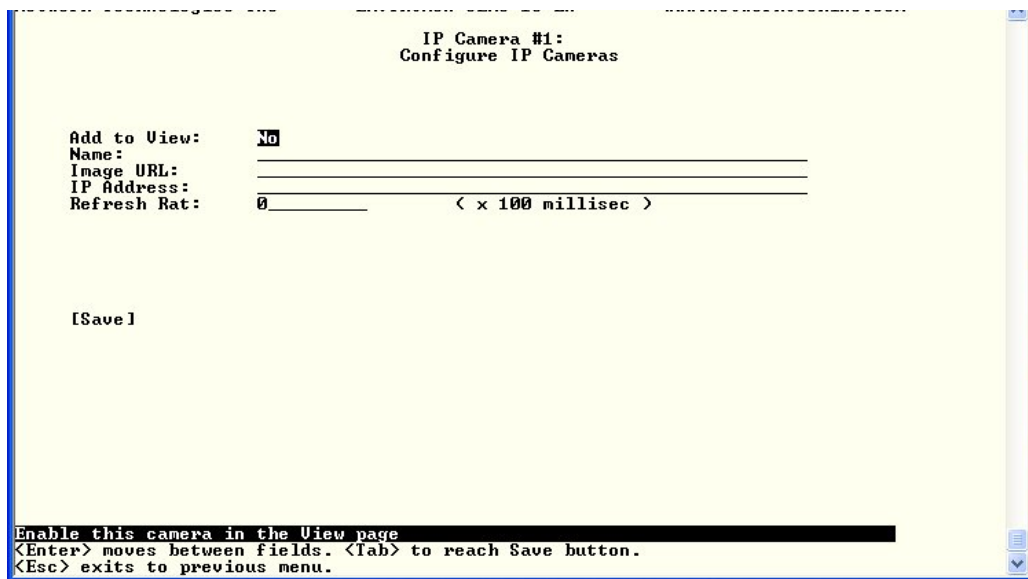 IP Camera #1:
Configure IP Cameras
Add to View: No
Name:
Image URL:
IP Address:
Refresh Rat: 0 ( x 100 millisec )
[Save]
Enable this camera in the View page
<Enter> moves between fields. <Tab> to reach Save button.
<Esc> exits to previous menu.